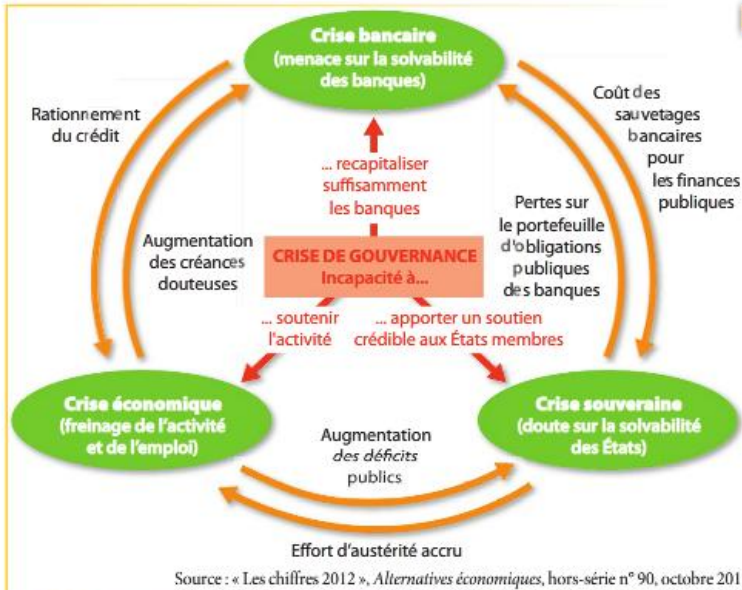 Crise bancaire
(menace sur la solvabilité
des banques)
Rationnement
du crédit
Coût des
sauvetages
bancaires
pour
les finances
publiques
... recapitaliser
suffisamment
les banques
Augmentation
des créances
douteuses
Pertes sur
le portefeuille
d'obligations
publiques
des banques
CRISE DE GOUVERNANCE
Incapacité à...
... soutenir
l'activité
... apporter un soutien
crédible aux États membres
Crise économique
(freinage de l'activité
et de l'emploi)
Crise souveraine
(doute sur la solvabilité
des États)
Augmentation
des déficits
publics
Effort d'austérité accru
Source : « Les chiffres 2012 », Alternatives économiques, hors-série n° 90, octobre 201